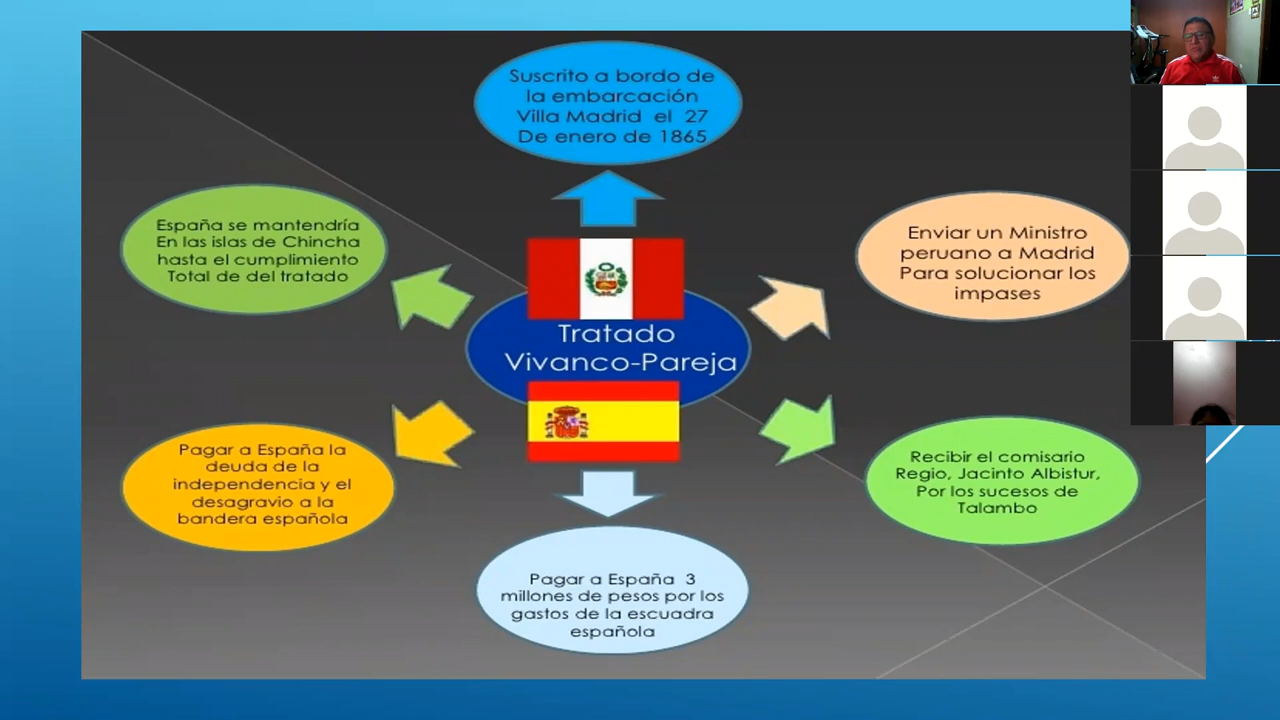 Suscrito a bordo de
la embarcación
Villa Madrid el 27
De enero de 1865
España se mantendría
En las islas de Chincha
hasta el cumplimiento
Total de del tratado
Enviar un Ministro
peruano a Madrid
Para solucionar los
impases
Tratado
Vivanco-Pareja
Pagar a España la
deuda de la
independencia y el
desagravio a la
bandera española
Recibir el comisario
Regio, Jacinto Albistur,
Por los sucesos de
Talambo
Pagar a España 3
millones de pesos por los
gastos de la escuadra
española